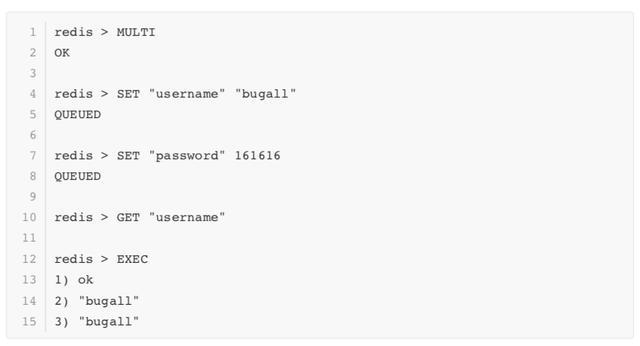 1 redis > MULTI
2 OK
3
4 redis > SET "username" "bugall"
5 QUEUED
6
7 redis > SET "password" 161616
8 QUEUED
9
10 redis > GET "username"
11
12 redis > EXEC
13 1) ok
14 2) "bugall"
15 3) "bugall"